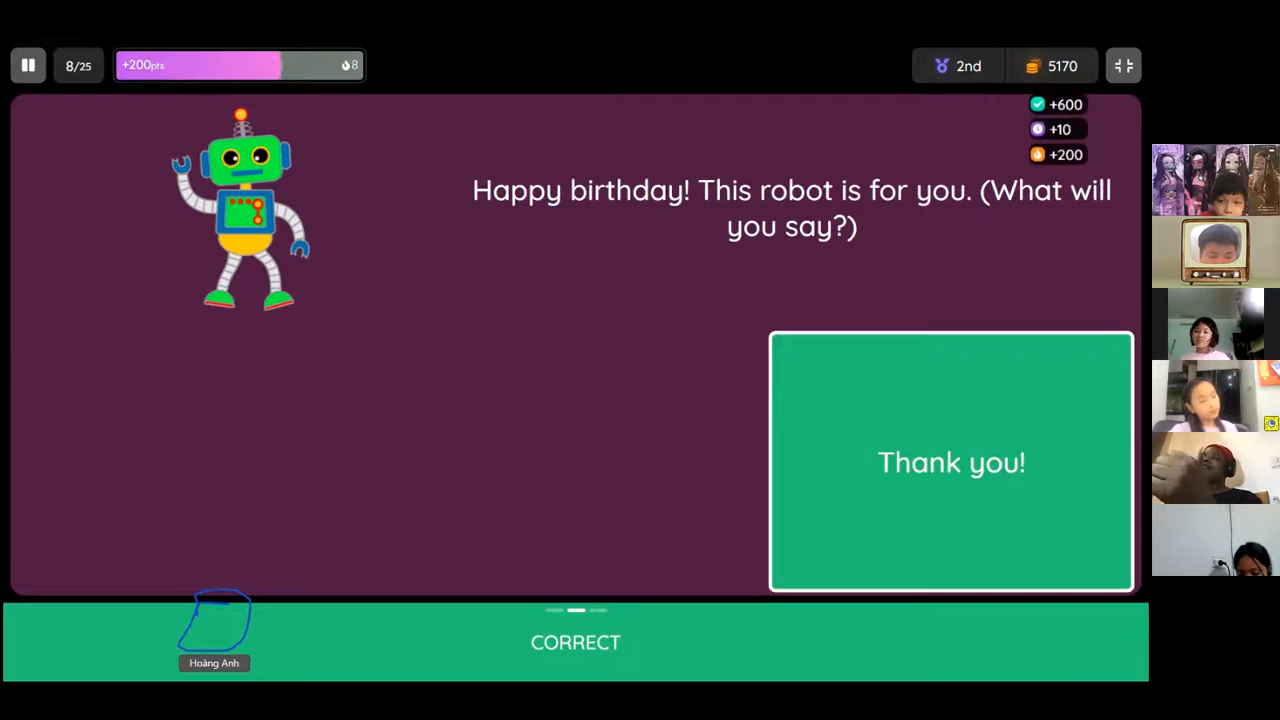 8/25
+200pts
8
2nd
5170
+600
+10
+200
Happy birthday! This robot is for you. (What will
you say?)
Thank you!
CORRECT
Hoàng Anh